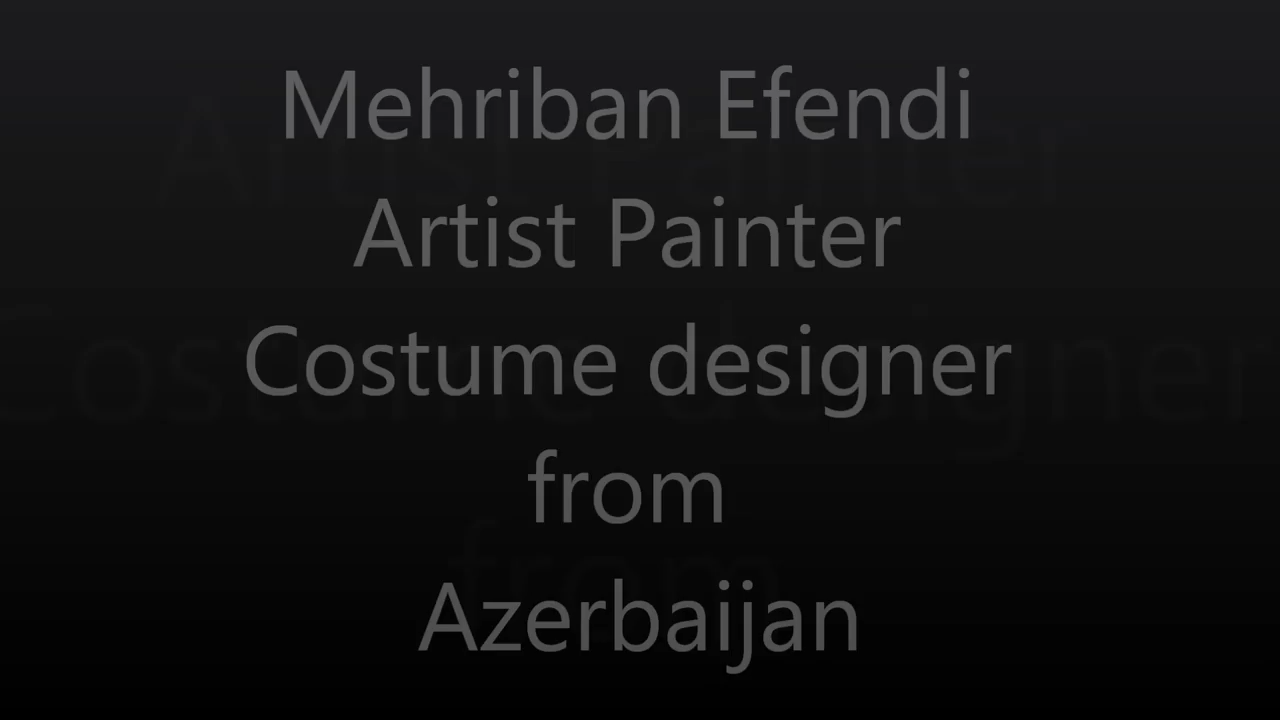 Mehriban Efendi
Artist Painter
Costume designer
from
Azerbaijan